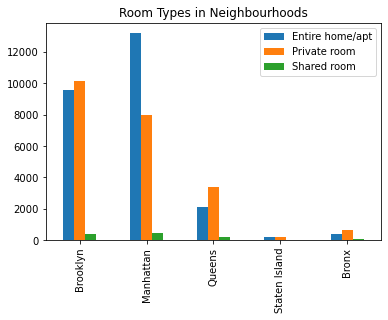 Room Types in Neighbourhoods
Entire home/apt
Private room
Shared room
12000
10000
8000
6000
4000
2000
0
Brooklyn
Manhattan
Queens
Staten Island
Bronx